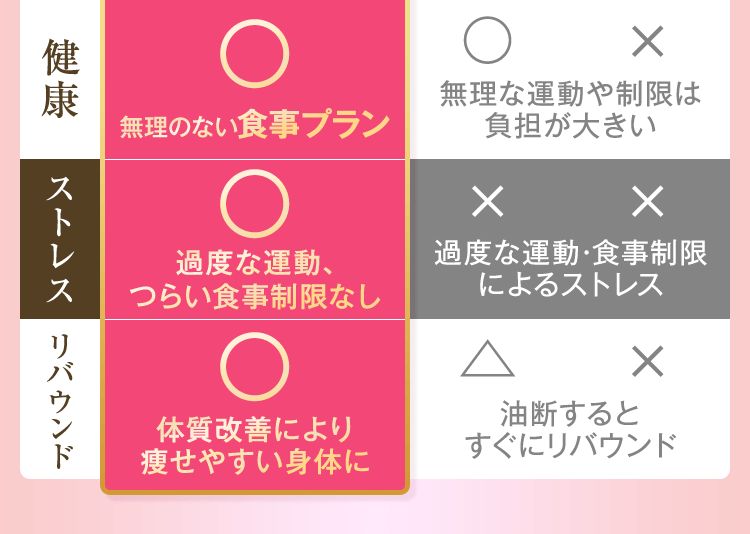 健康
無理のない食事プラン
無理な運動や制限は
負担が大きい
ストレス
過度な運動、
つらい食事制限なし
過度な運動・食事制限
によるストレス
リバウンド
体質改善により
痩せやすい身体に
油断すると
すぐにリバウンド